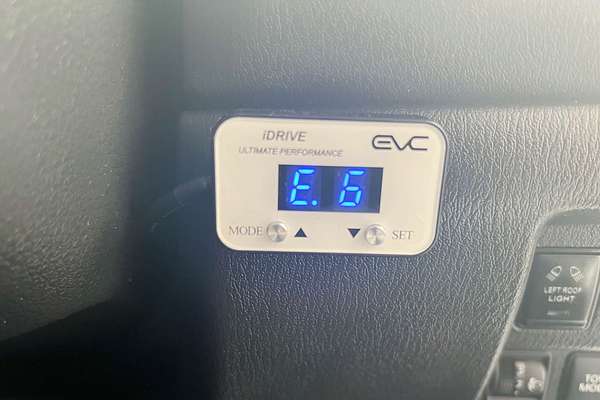 iDRIVE
EVC
ULTIMATE PERFORMANCE
E. 6
MODE ▲ ▼ SET
LEFT ROOF
LIGHT